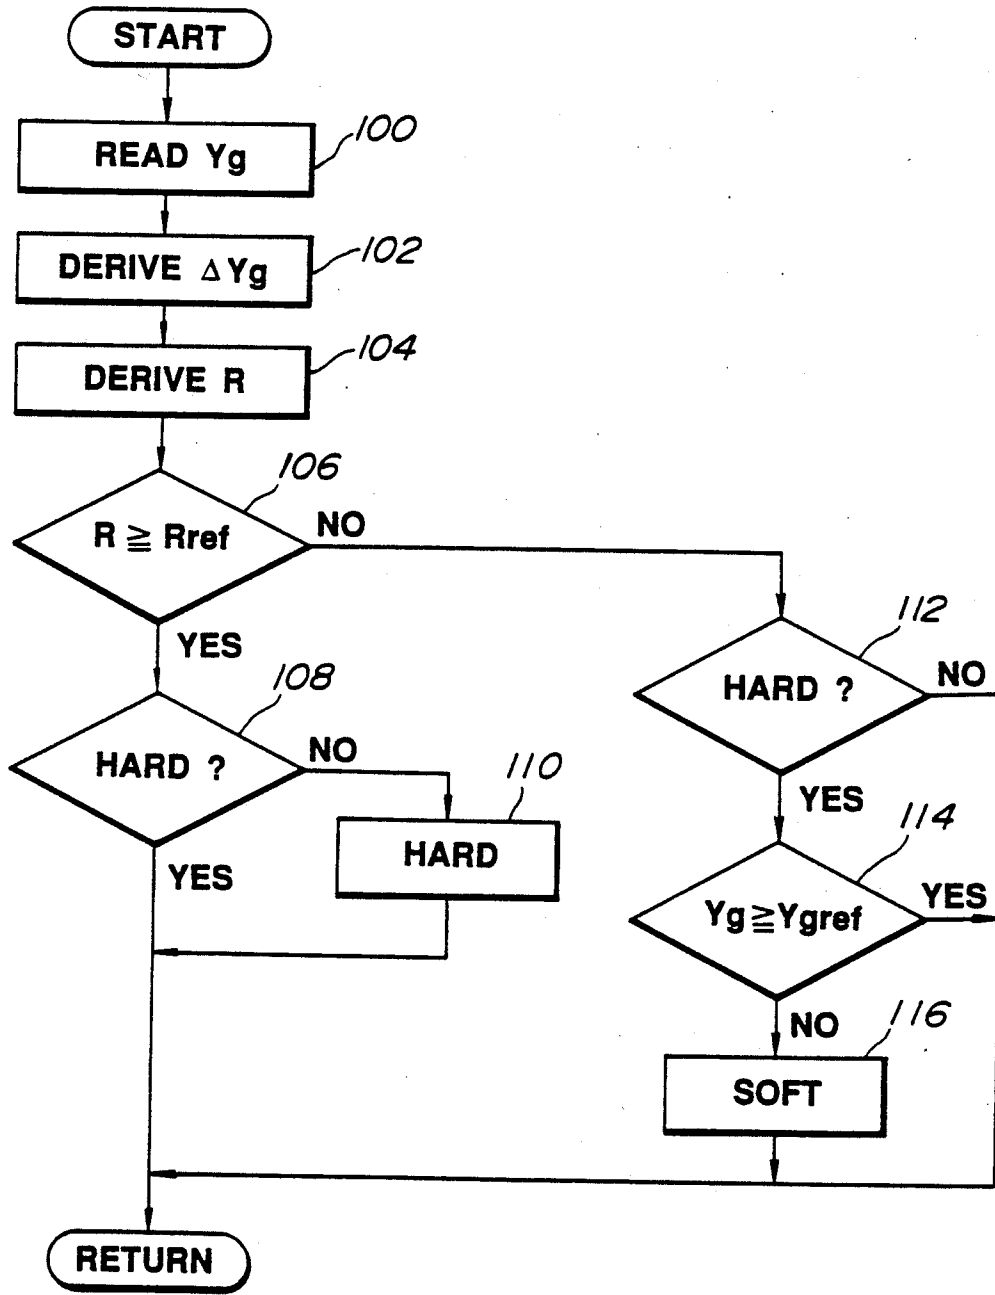 START
READ Yg
100
DERIVE Δ Yg
102
DERIVE R
104
R ≧ Rref
106
NO
YES
HARD ?
108
NO
YES
HARD
110
HARD ?
112
NO
YES
Yg≧Ygref
114
YES
NO
SOFT
116
RETURN